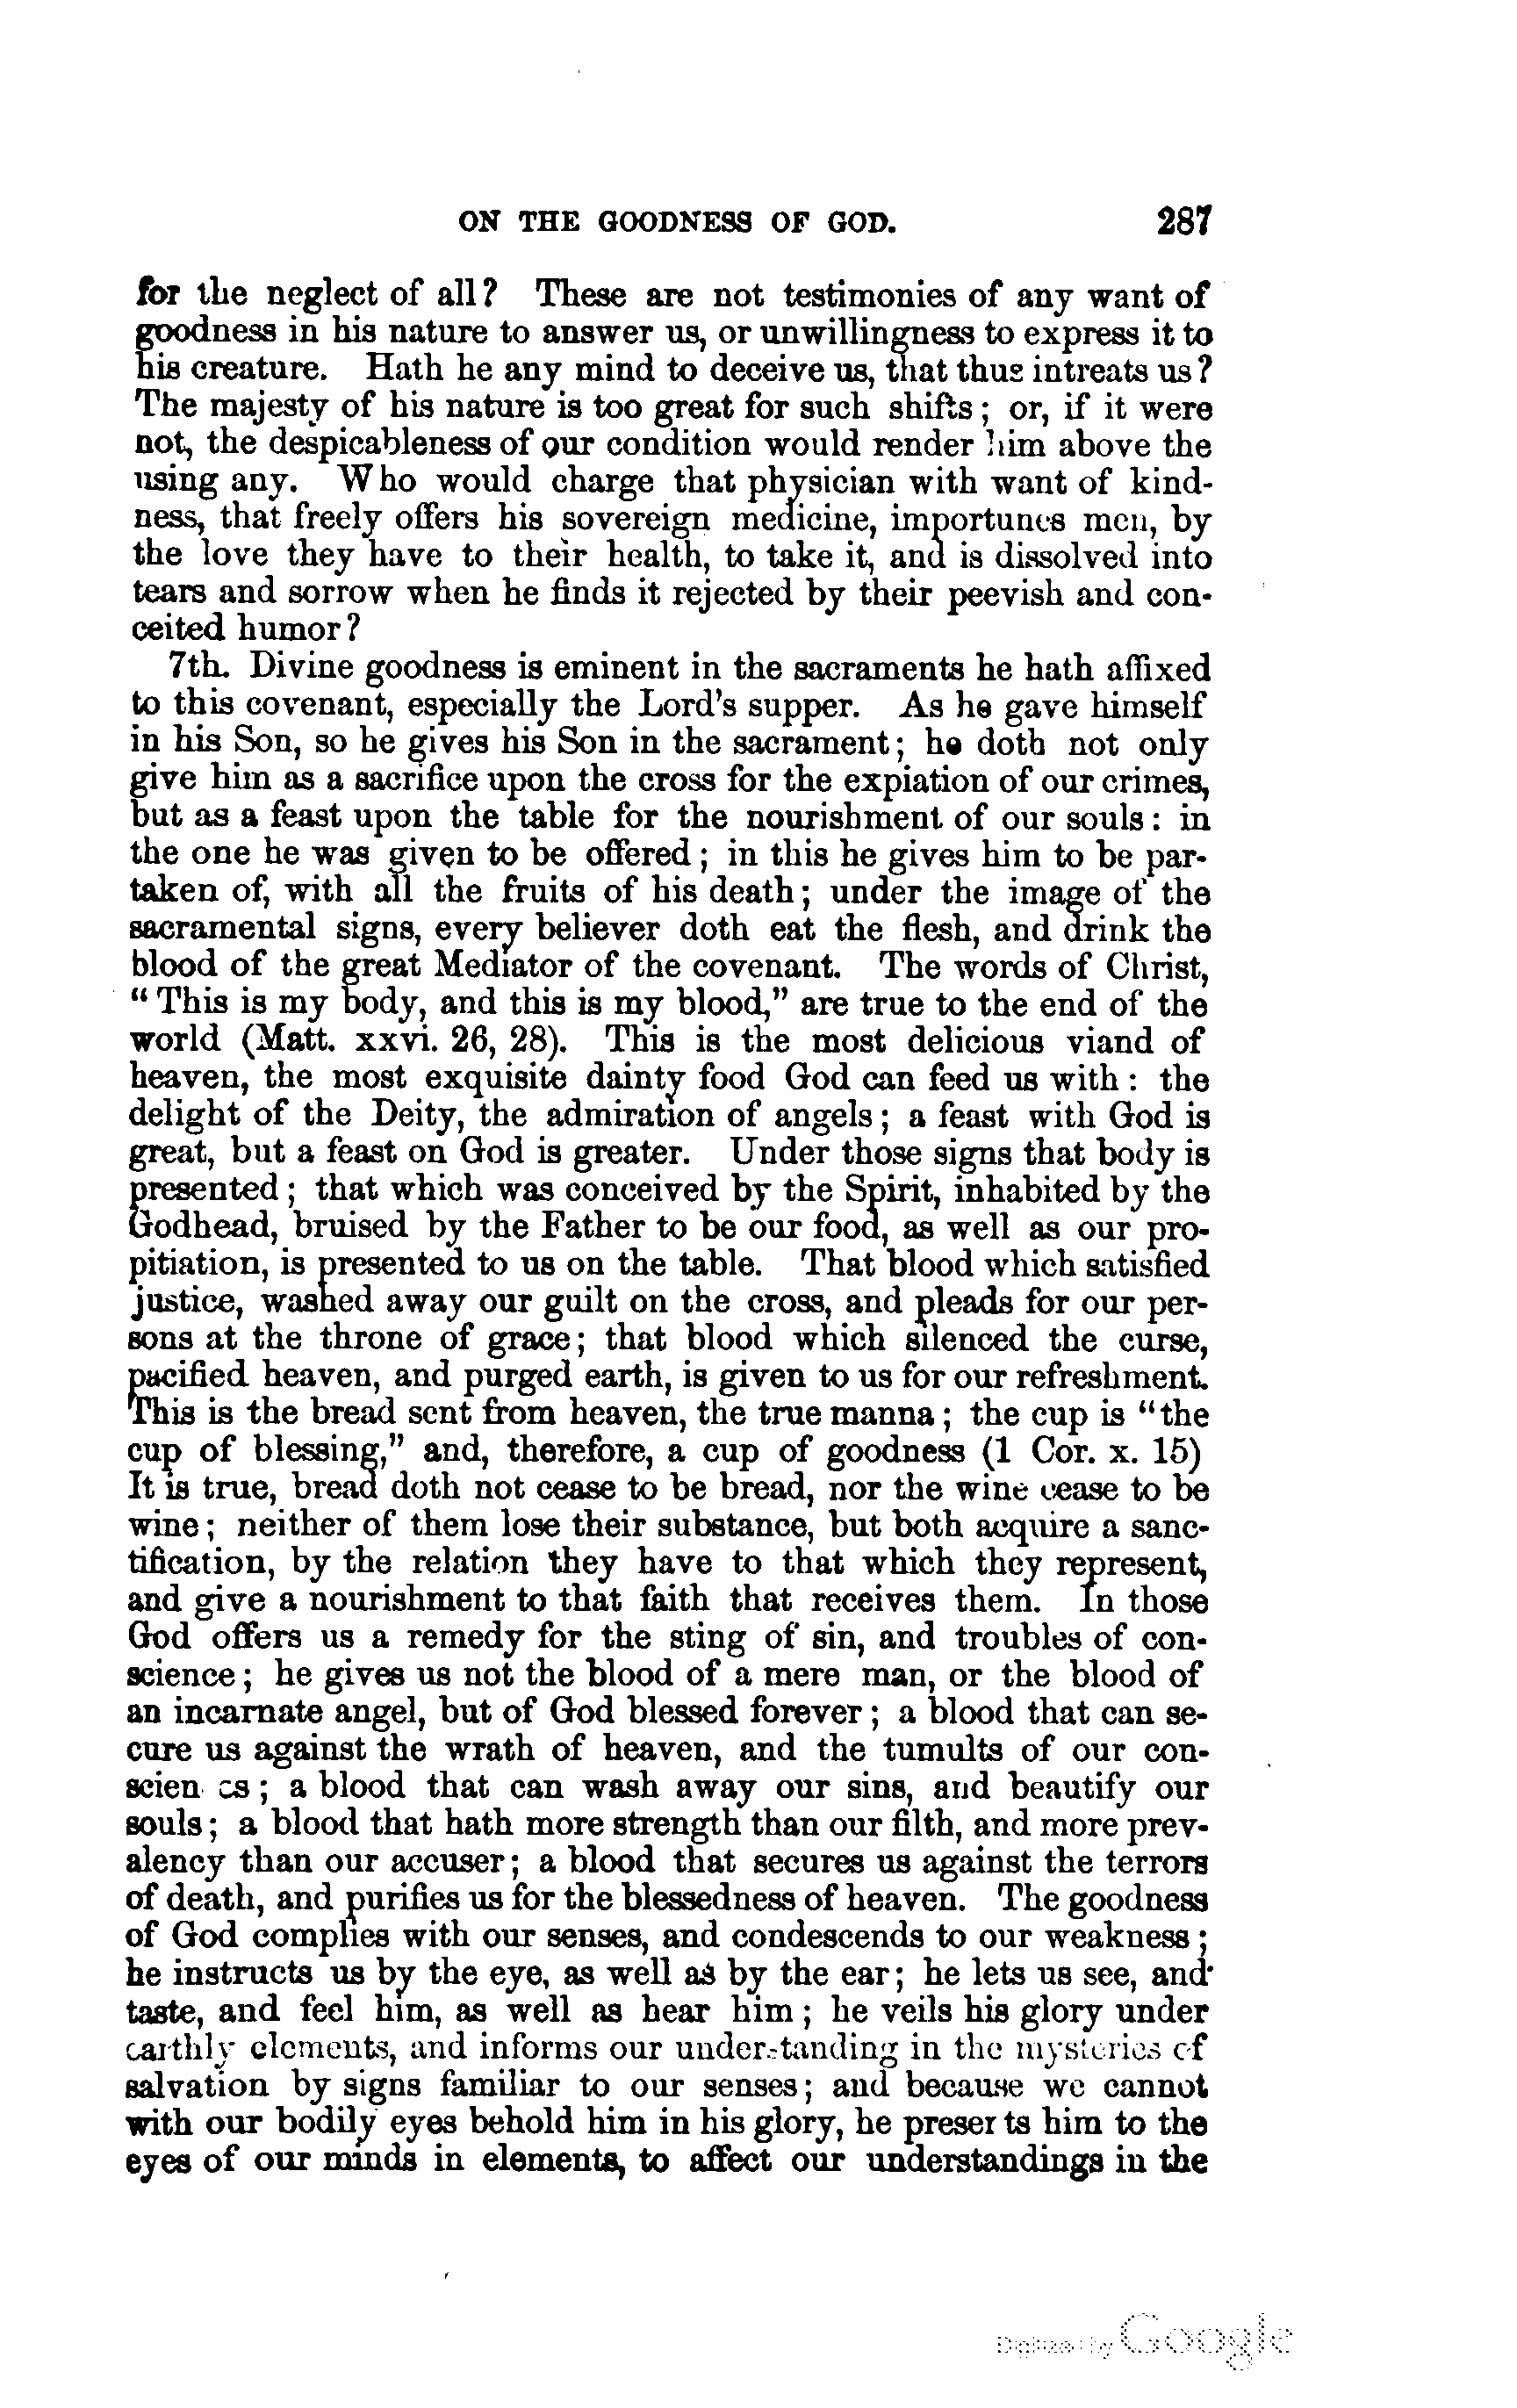 ON THE GOODNESS OF GOD. 287
for the neglect of all? These are not testimonies of any want of
goodness in his nature to answer us, or unwillingness to express it to
his creature. Hath he any mind to deceive us, that thus intreats us?
The majesty of his nature is too great for such shifts; or, if it were
not, the despicableness of our condition would render him above the
using any. Who would charge that physician with want of kind-
ness, that freely offers his sovereign medicine, importunes men, by
the love they have to their health, to take it, and is dissolved into
tears and sorrow when he finds it rejected by their peevish and con-
ceited humor?
7th. Divine goodness is eminent in the sacraments he hath affixed
to this covenant, especially the Lord's supper. As he gave himself
in his Son, so he gives his Son in the sacrament; he doth not only
give him as a sacrifice upon the cross for the expiation of our crimes,
but as a feast upon the table for the nourishment of our souls: in
the one he was given to be offered; in this he gives him to be par-
taken of, with all the fruits of his death; under the image of the
sacramental signs, every believer doth eat the flesh, and drink the
blood of the great Mediator of the covenant. The words of Christ,
"This is my body, and this is my blood," are true to the end of the
world (Matt. xxvi. 26, 28). This is the most delicious viand of
heaven, the most exquisite dainty food God can feed us with: the
delight of the Deity, the admiration of angels; a feast with God is
great, but a feast on God is greater. Under those signs that body is
presented; that which was conceived by the Spirit, inhabited by the
Godhead, bruised by the Father to be our food, as well as our pro-
pitiation, is presented to us on the table. That blood which satisfied
justice, washed away our guilt on the cross, and pleads for our per-
sons at the throne of grace; that blood which silenced the curse,
pacified heaven, and purged earth, is given to us for our refreshment.
This is the bread sent from heaven, the true manna; the cup is "the
cup of blessing," and, therefore, a cup of goodness (1 Cor. x. 15)
It is true, bread doth not cease to be bread, nor the wine cease to be
wine; neither of them lose their substance, but both acquire a sanc-
tification, by the relation they have to that which they represent,
and give a nourishment to that faith that receives them. In those
God offers us a remedy for the sting of sin, and troubles of con-
science; he gives us not the blood of a mere man, or the blood of
an incarnate angel, but of God blessed forever; a blood that can se-
cure us against the wrath of heaven, and the tumults of our con-
scien es; a blood that can wash away our sins, and beautify our
souls; a blood that hath more strength than our filth, and more prev-
alency than our accuser; a blood that secures us against the terrors
of death, and purifies us for the blessedness of heaven. The goodness
of God complies with our senses, and condescends to our weakness;
he instructs us by the eye, as well as by the ear; he lets us see, and
taste, and feel him, as well as hear him; he veils his glory under
earthly elements, and informs our understanding in the mysteries of
salvation by signs familiar to our senses; and because we cannot
with our bodily eyes behold him in his glory, he presents him to the
eyes of our minds in elements, to affect our understandings in the
Digitized by Google